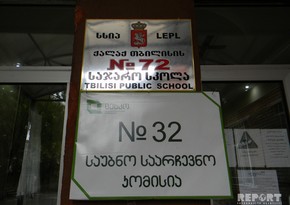 სსიპ LEPL
ქალაქ თბილისის
№ 72
საჯარო სკოლა
TBILISI PUBLIC SCHOOL
№ 32
საუბნო საარჩევნო
კომისია
REPORT